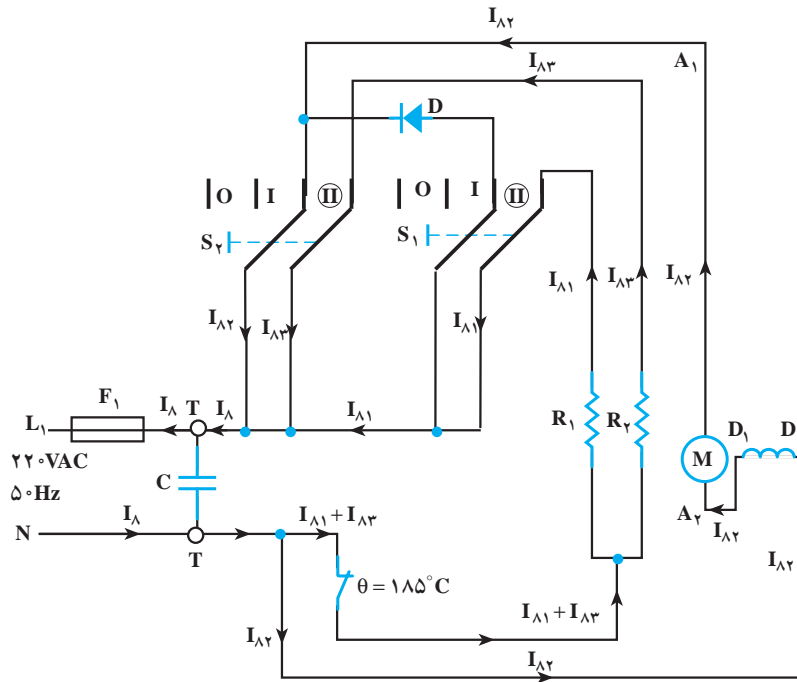 I۸۲
A۱
I۸۳
D
O I II
O I II
S۲
S۱
I۸۱
I۸۳
I۸۲
I۸۲
I۸۳
I۸۱
F۱
L۱
I۸
T
I۸
I۸۱
R۱
R۲
M
D۱
D
۲۲۰VAC
۵۰Hz
C
A۲
I۸۲
N
I۸
T
I۸۱ + I۸۳
I۸۲
θ = ۱۸۵°C
I۸۱ + I۸۳
I۸۲
I۸۲